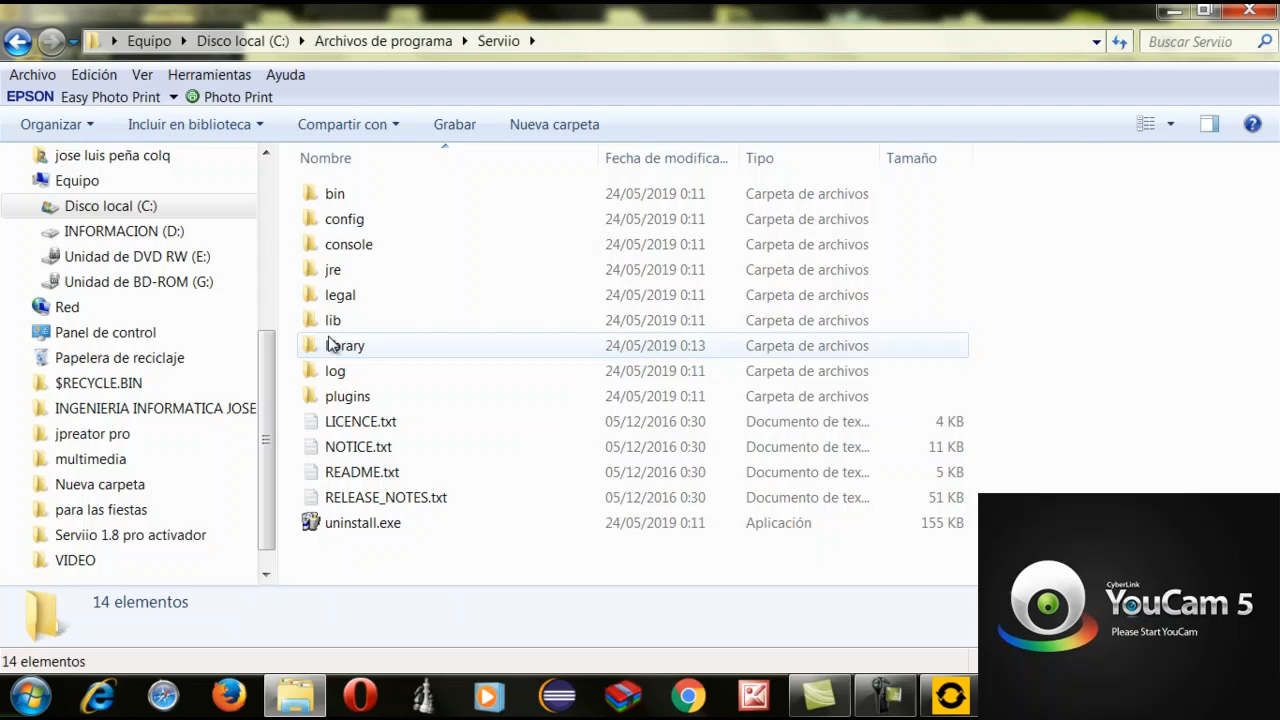 Equipo Disco local (C:) Archivos de programa Serviio Buscar Serviio
Archivo Edición Ver Herramientas Ayuda
EPSON Easy Photo Print Photo Print
Organizar Incluir en biblioteca Compartir con Grabar Nueva carpeta
jose luis peña colq
Equipo
Disco local (C:)
INFORMACION (D:)
Unidad de DVD RW (E:)
Unidad de BD-ROM (G:)
Red
Panel de control
Papelera de reciclaje
$RECYCLE.BIN
INGENIERIA INFORMATICA JOSE
jpreator pro
multimedia
Nueva carpeta
para las fiestas
Serviio 1.8 pro activador
VIDEO
Nombre Fecha de modifica... Tipo Tamaño
bin 24/05/2019 0:11 Carpeta de archivos
config 24/05/2019 0:11 Carpeta de archivos
console 24/05/2019 0:11 Carpeta de archivos
jre 24/05/2019 0:11 Carpeta de archivos
legal 24/05/2019 0:11 Carpeta de archivos
lib 24/05/2019 0:11 Carpeta de archivos
library 24/05/2019 0:13 Carpeta de archivos
log 24/05/2019 0:11 Carpeta de archivos
plugins 24/05/2019 0:11 Carpeta de archivos
LICENCE.txt 05/12/2016 0:30 Documento de tex... 4 KB
NOTICE.txt 05/12/2016 0:30 Documento de tex... 11 KB
README.txt 05/12/2016 0:30 Documento de tex... 5 KB
RELEASE_NOTES.txt 05/12/2016 0:30 Documento de tex... 51 KB
uninstall.exe 24/05/2019 0:11 Aplicación 155 KB
14 elementos
14 elementos
CyberLink
YouCam 5
Please Start YouCam